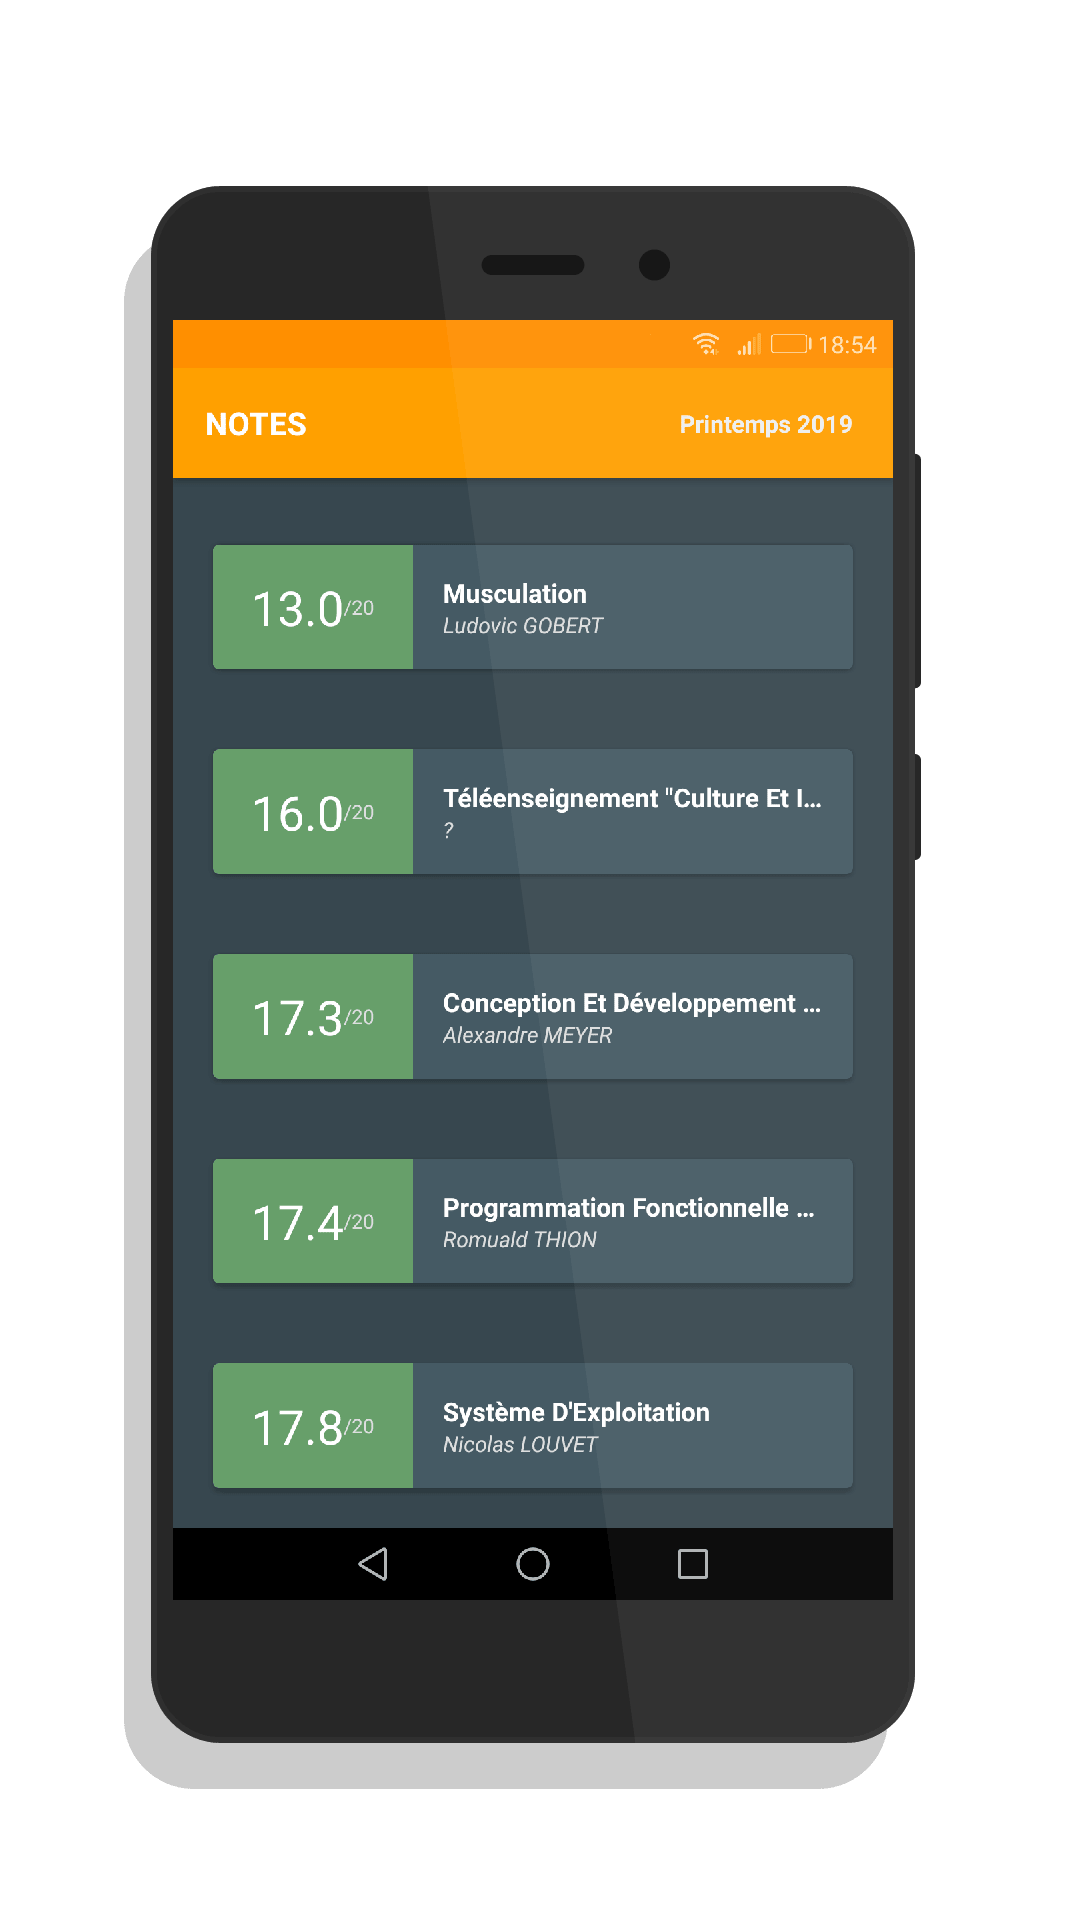 18:54
NOTES
Printemps 2019
13.0/20
Musculation
Ludovic GOBERT
16.0/20
Téléenseignement "Culture Et I...
?
17.3/20
Conception Et Développement ...
Alexandre MEYER
17.4/20
Programmation Fonctionnelle ...
Romuald THION
17.8/20
Système D'Exploitation
Nicolas LOUVET